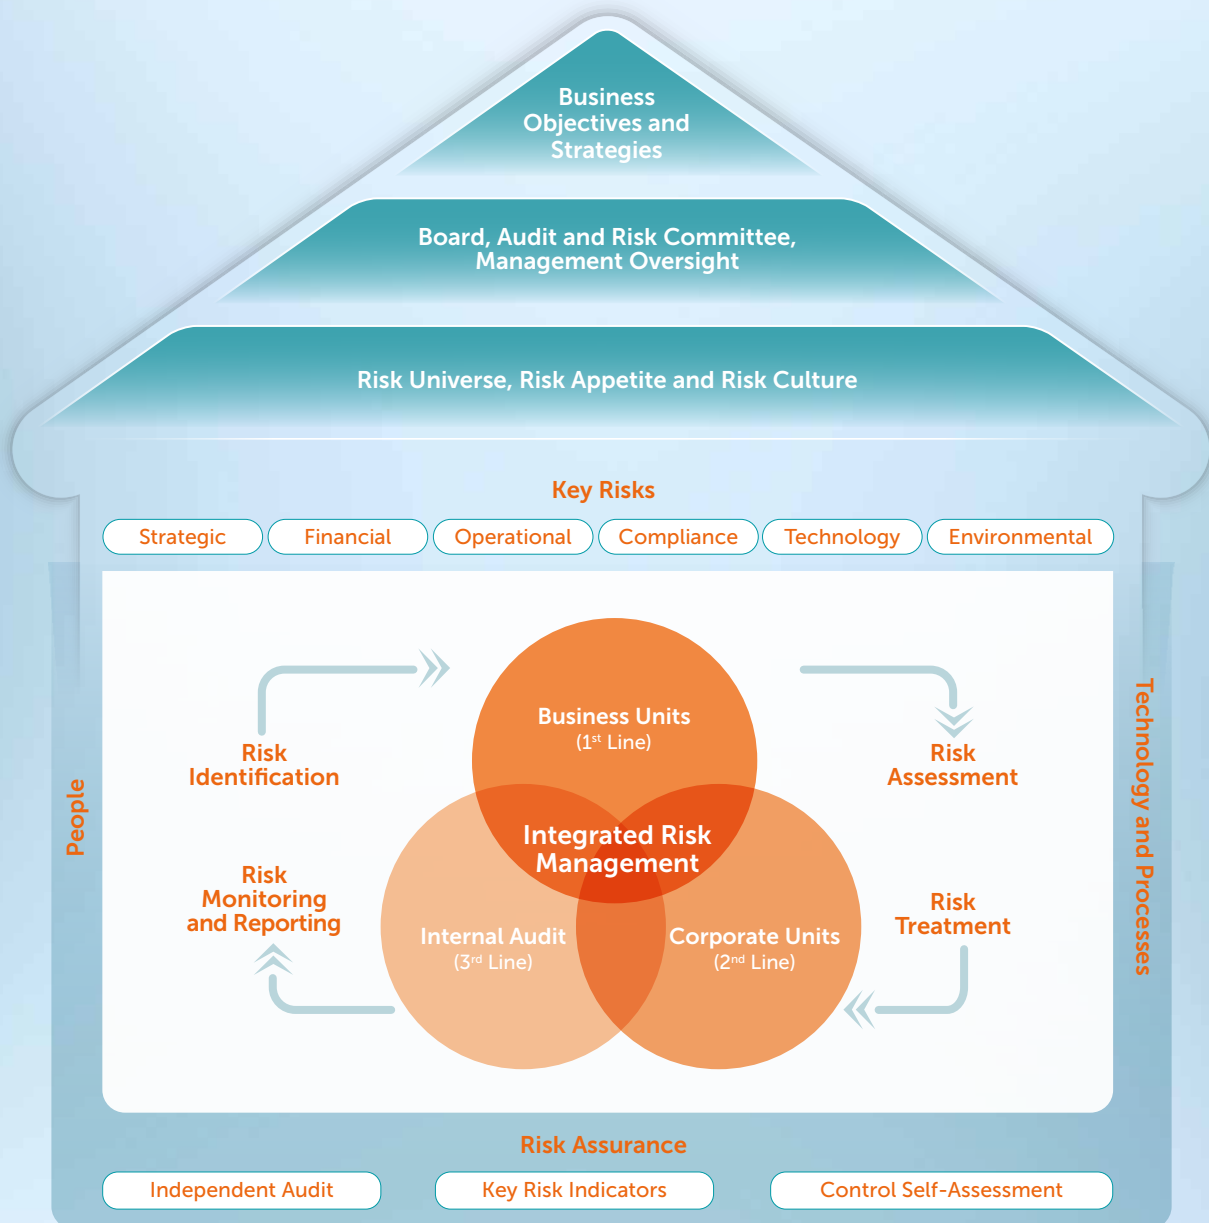 Business
Objectives and
Strategies
Board, Audit and Risk Committee,
Management Oversight
Risk Universe, Risk Appetite and Risk Culture
Key Risks
Strategic
Financial
Operational
Compliance
Technology
Environmental
People
Risk
Identification
Business Units
(1st Line)
Risk
Assessment
Integrated Risk
Management
Risk
Monitoring
and Reporting
Internal Audit
(3rd Line)
Corporate Units
(2nd Line)
Risk
Treatment
Technology and Processes
Risk Assurance
Independent Audit
Key Risk Indicators
Control Self-Assessment